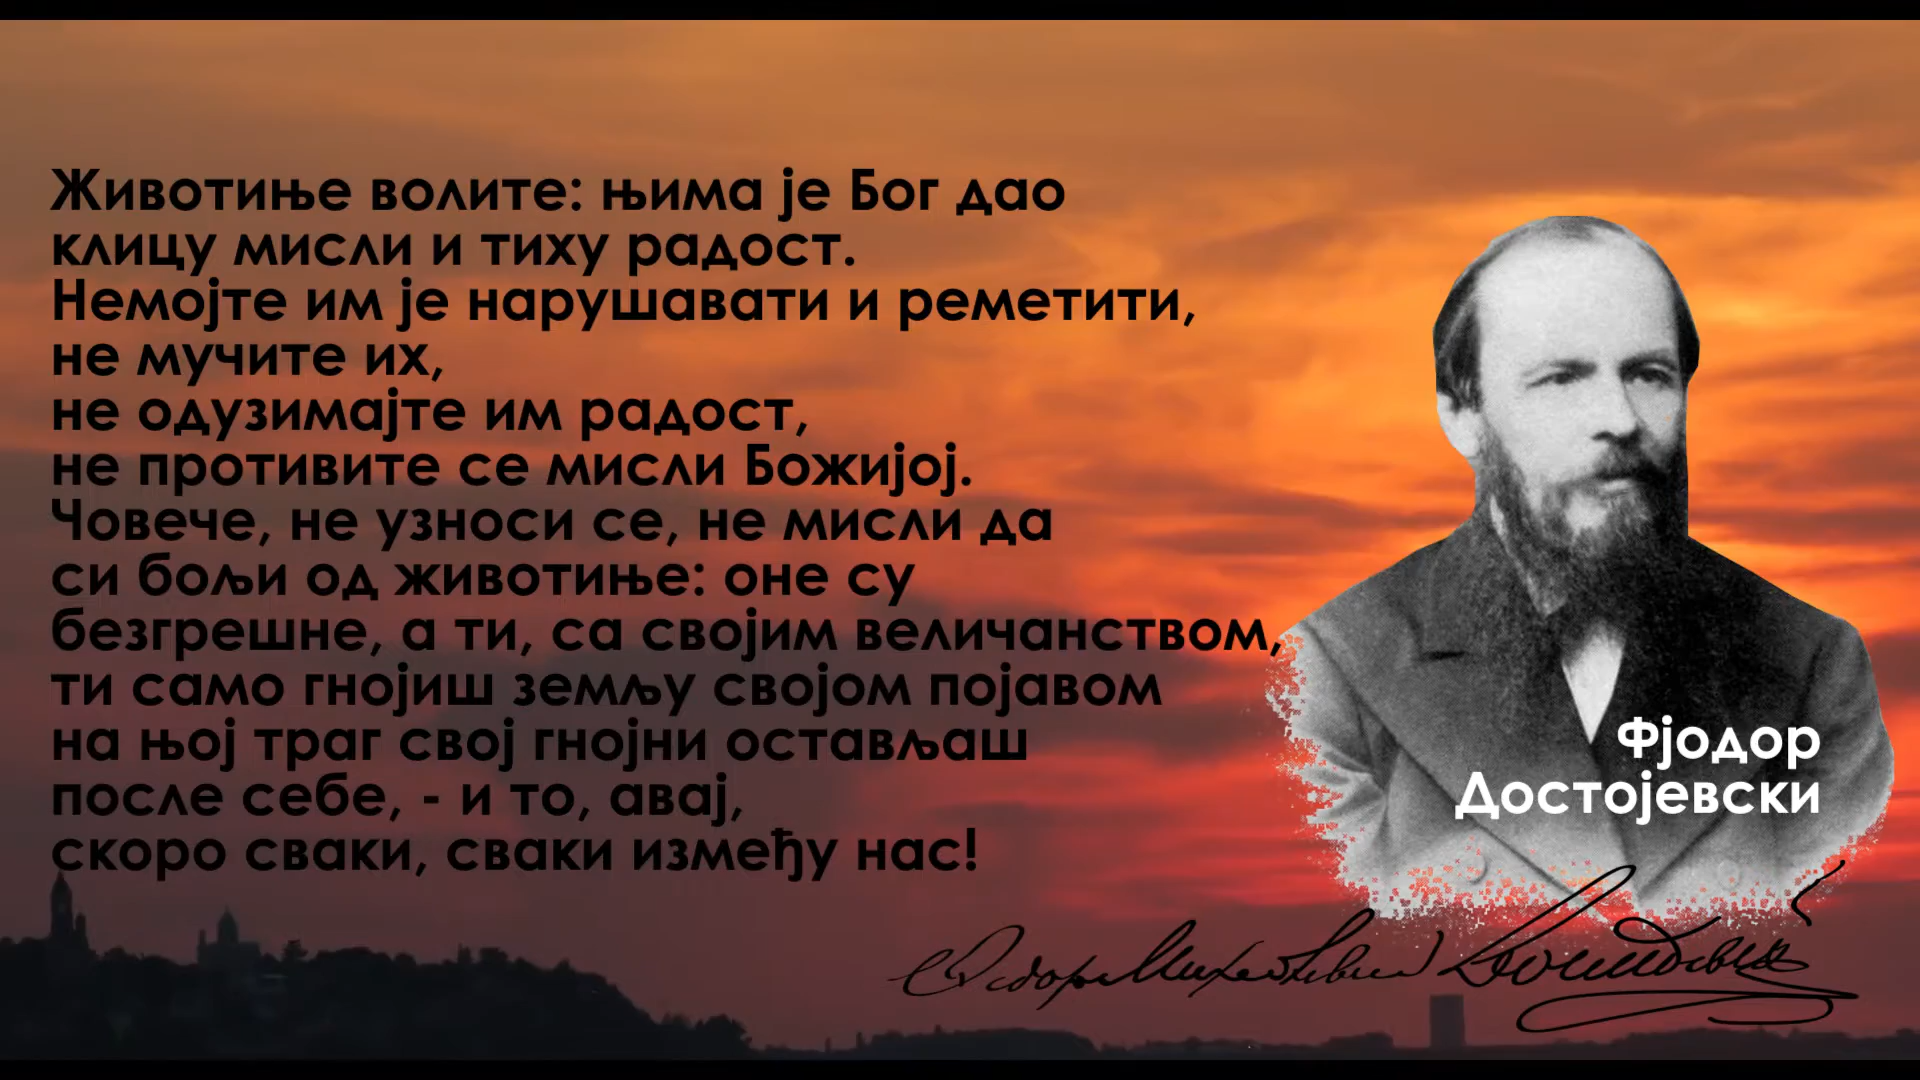 Животиње волите: њима је Бог дао
клицу мисли и тиху радост.
Немојте им је нарушавати и реметити,
не мучите их,
не одузимајте им радост,
не противите се мисли Божијој.
Човече, не узноси се, не мисли да
си бољи од животиње: оне су
безгрешне, а ти, са својим величанством,
ти само гнојиш земљу својом појавом
на њој траг свој гнојни остављаш
после себе, - и то, авај,
скоро сваки, сваки између нас!
Фјодор
Достојевски